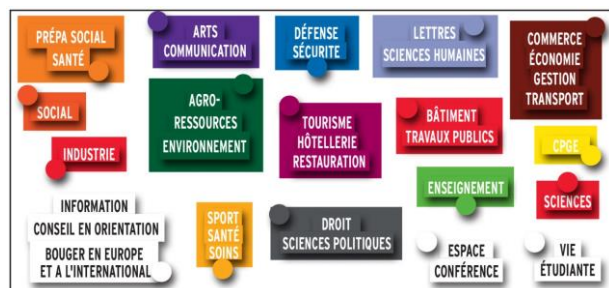 PRÉPA SOCIAL
SANTÉ
ARTS
COMMUNICATION
DÉFENSE
SÉCURITÉ
LETTRES
SCIENCES HUMAINES
COMMERCE
ÉCONOMIE
GESTION
TRANSPORT
SOCIAL
AGRO-
RESSOURCES
ENVIRONNEMENT
TOURISME
HÔTELLERIE
RESTAURATION
BÂTIMENT
TRAVAUX PUBLICS
CPGE
INDUSTRIE
ENSEIGNEMENT
SCIENCES
INFORMATION
CONSEIL EN ORIENTATION
BOUGER EN EUROPE
ET A L'INTERNATIONAL
SPORT
SANTÉ
SOINS
DROIT
SCIENCES POLITIQUES
ESPACE
CONFÉRENCE
VIE
ÉTUDIANTE